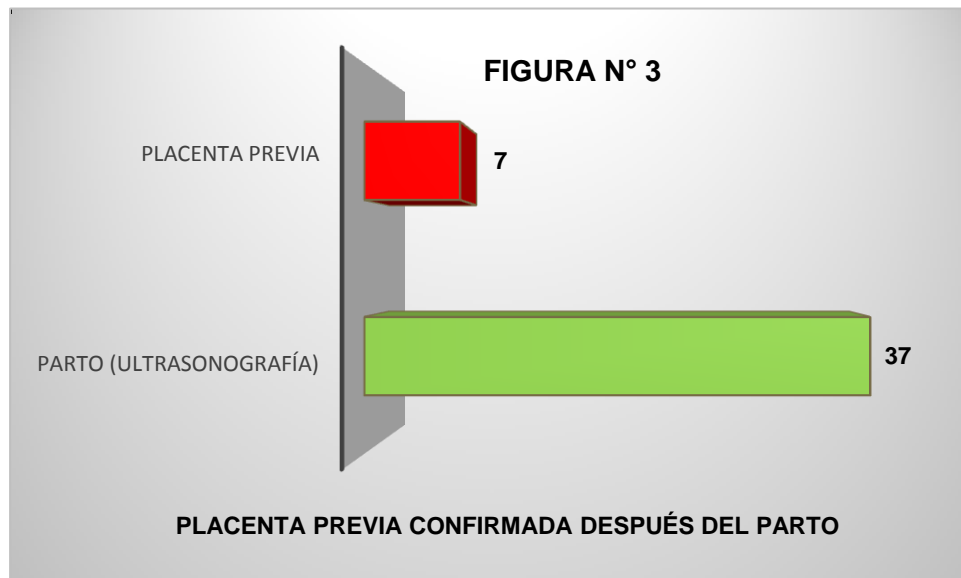 FIGURA N° 3
PLACENTA PREVIA
7
PARTO (ULTRASONOGRAFÍA)
37
PLACENTA PREVIA CONFIRMADA DESPUÉS DEL PARTO